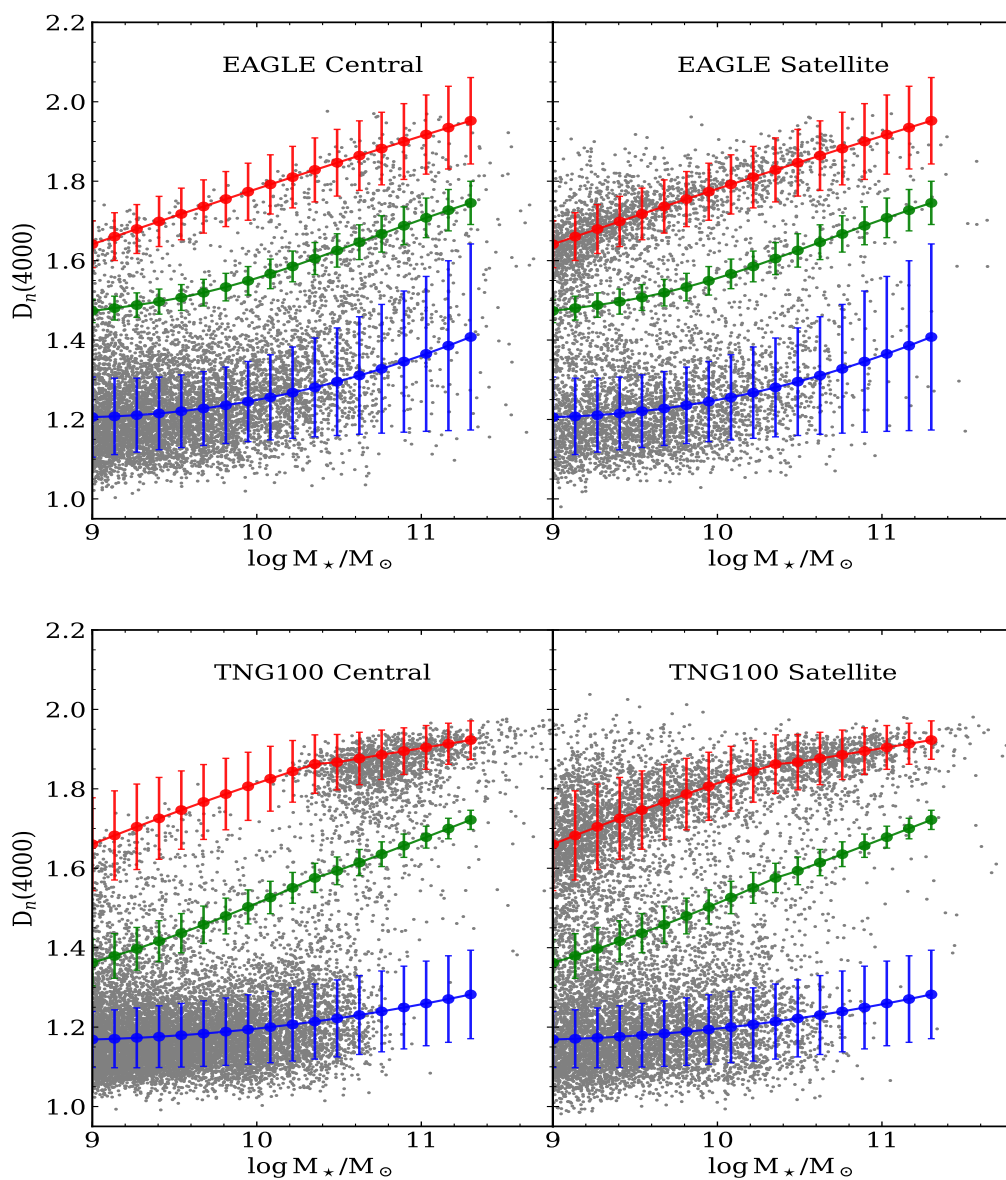 2.2
2.0
1.8
1.6
1.4
1.2
1.0
Dₙ(4000)
EAGLE Central
EAGLE Satellite
9 10 11 9 10 11
log M⋆/M⊙ log M⋆/M⊙
2.2
2.0
1.8
1.6
1.4
1.2
1.0
Dₙ(4000)
TNG100 Central
TNG100 Satellite
9 10 11 9 10 11
log M⋆/M⊙ log M⋆/M⊙